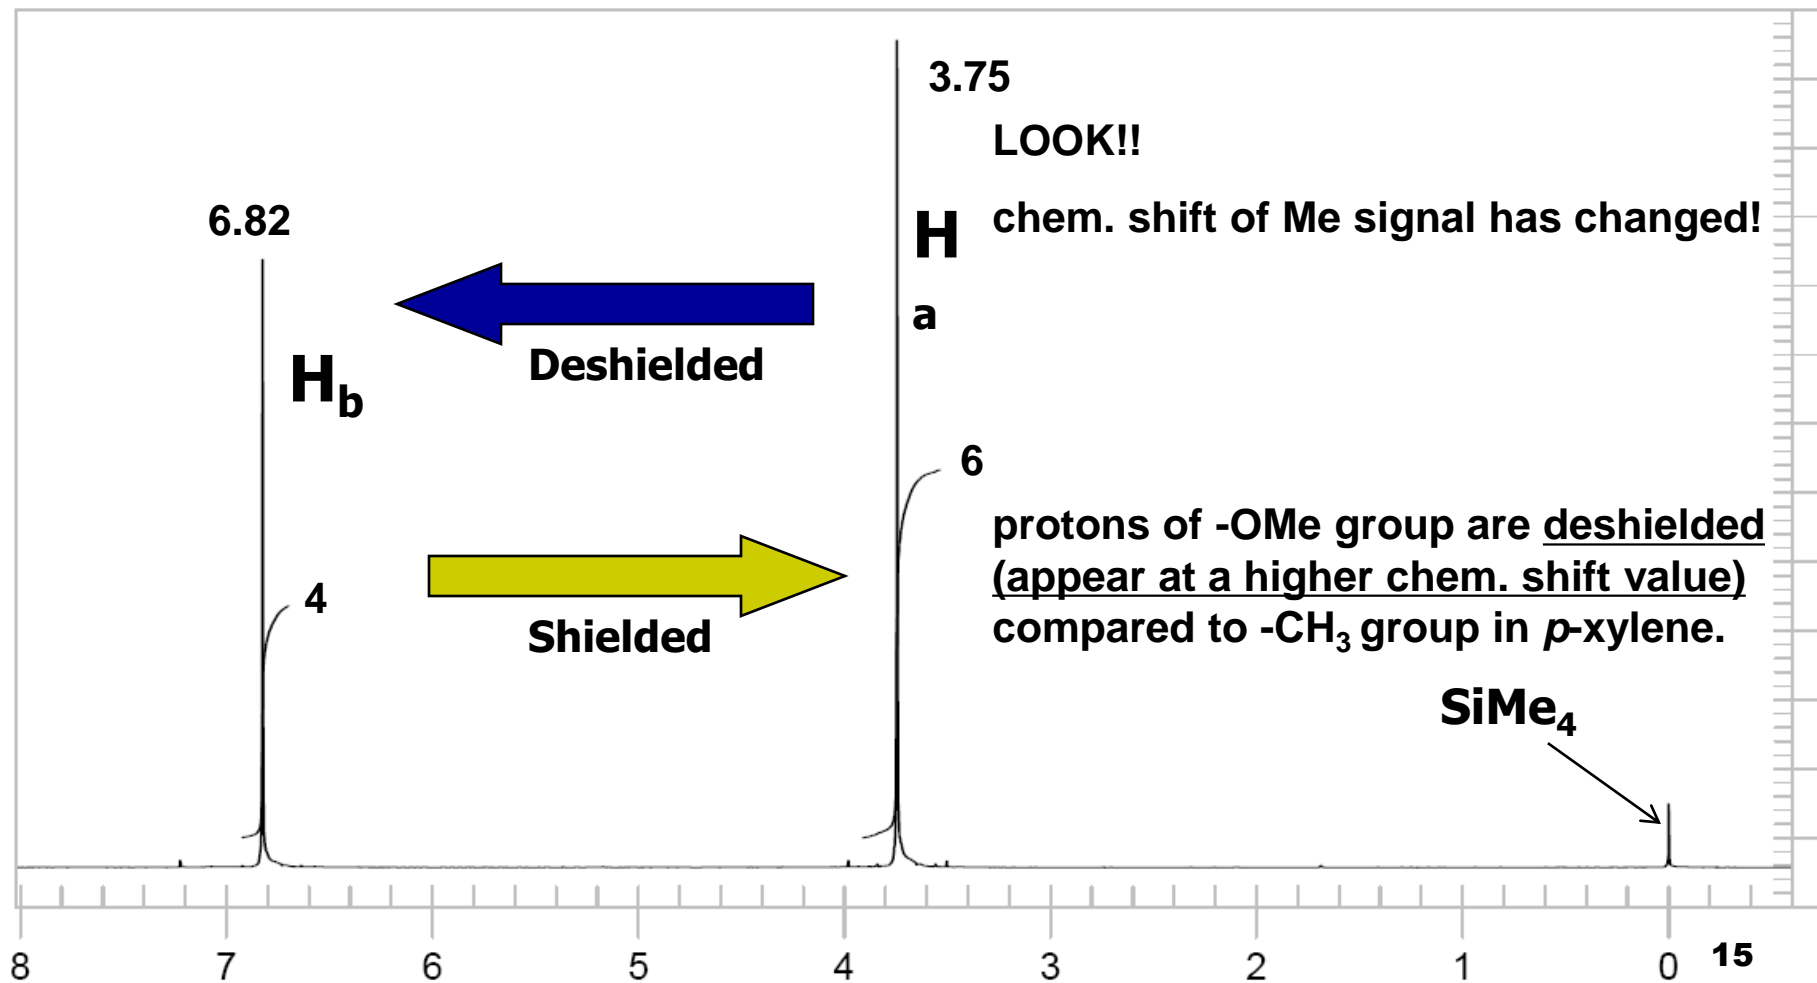 3.75
LOOK!!
chem. shift of Me signal has changed!
6.82
H
a
Deshielded
Hb
6
protons of -OMe group are deshielded
(appear at a higher chem. shift value)
compared to -CH3 group in p-xylene.
4
Shielded
SiMe4
8 7 6 5 4 3 2 1 0 15